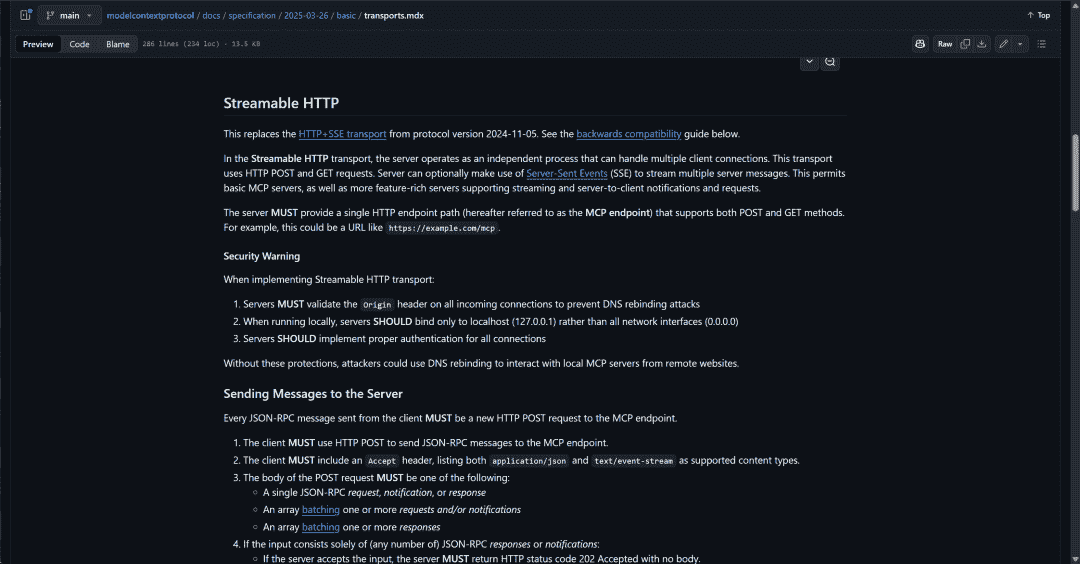 main
modelcontextprotocol / docs / specification / 2025-03-26 / basic / transports.mdx
Top
Preview Code Blame 286 lines (234 loc) · 13.5 KB
Raw
Streamable HTTP
This replaces the HTTP+SSE transport from protocol version 2024-11-05. See the backwards compatibility guide below.
In the Streamable HTTP transport, the server operates as an independent process that can handle multiple client connections. This transport
uses HTTP POST and GET requests. Server can optionally make use of Server-Sent Events (SSE) to stream multiple server messages. This permits
basic MCP servers, as well as more feature-rich servers supporting streaming and server-to-client notifications and requests.
The server MUST provide a single HTTP endpoint path (hereafter referred to as the MCP endpoint) that supports both POST and GET methods.
For example, this could be a URL like https://example.com/mcp.
Security Warning
When implementing Streamable HTTP transport:
1. Servers MUST validate the Origin header on all incoming connections to prevent DNS rebinding attacks
2. When running locally, servers SHOULD bind only to localhost (127.0.0.1) rather than all network interfaces (0.0.0.0)
3. Servers SHOULD implement proper authentication for all connections
Without these protections, attackers could use DNS rebinding to interact with local MCP servers from remote websites.
Sending Messages to the Server
Every JSON-RPC message sent from the client MUST be a new HTTP POST request to the MCP endpoint.
1. The client MUST use HTTP POST to send JSON-RPC messages to the MCP endpoint.
2. The client MUST include an Accept header, listing both application/json and text/event-stream as supported content types.
3. The body of the POST request MUST be one of the following:
○ A single JSON-RPC request, notification, or response
○ An array batching one or more requests and/or notifications
○ An array batching one or more responses
4. If the input consists solely of (any number of) JSON-RPC responses or notifications:
○ If the server accepts the input, the server MUST return HTTP status code 202 Accepted with no body.